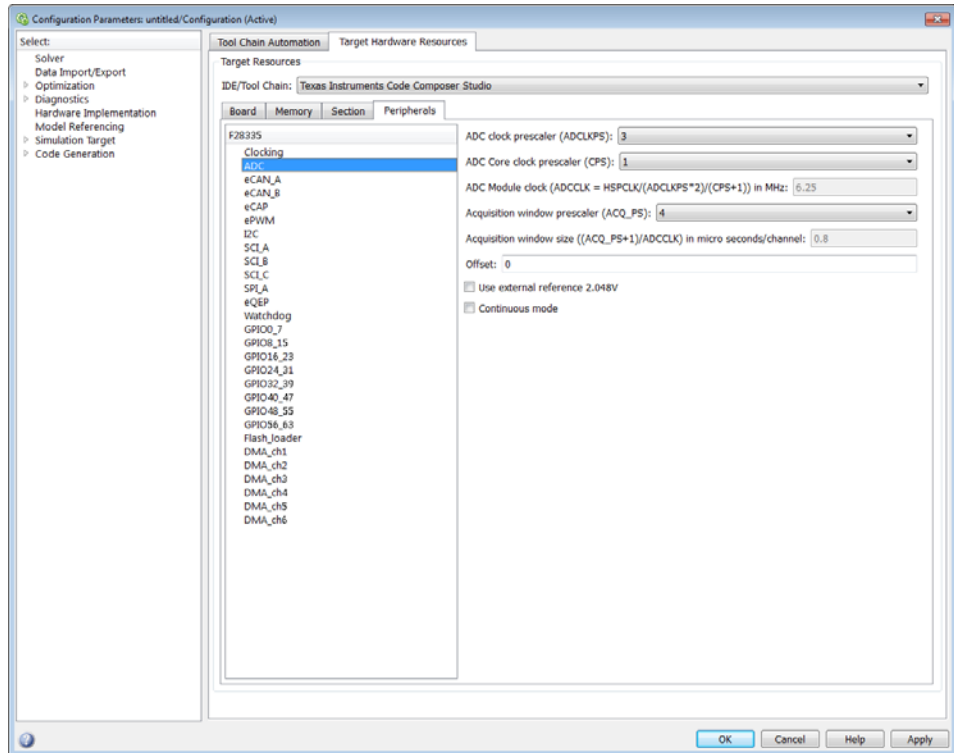 Configuration Parameters: untitled/Configuration (Active)
Select:
Solver
Data Import/Export
Optimization
Diagnostics
Hardware Implementation
Model Referencing
Simulation Target
Code Generation
Tool Chain Automation
Target Hardware Resources
Target Resources
IDE/Tool Chain: Texas Instruments Code Composer Studio
Board
Memory
Section
Peripherals
F28335
Clocking
ADC
eCAN_A
eCAN_B
eCAP
ePWM
I2C
SCI_A
SCI_B
SCI_C
SPI_A
eQEP
Watchdog
GPIO0_7
GPIO8_15
GPIO16_23
GPIO24_31
GPIO32_39
GPIO40_47
GPIO48_55
GPIO56_63
Flash_loader
DMA_ch1
DMA_ch2
DMA_ch3
DMA_ch4
DMA_ch5
DMA_ch6
ADC clock prescaler (ADCLKPS): 3
ADC Core clock prescaler (CPS): 1
ADC Module clock (ADCCLK = HSPCLK/(ADCLKPS*2)/(CPS+1)) in MHz: 6.25
Acquisition window prescaler (ACQ_PS): 4
Acquisition window size ((ACQ_PS+1)/ADCCLK) in micro seconds/channel: 0.8
Offset: 0
Use external reference 2.048V
Continuous mode
OK
Cancel
Help
Apply